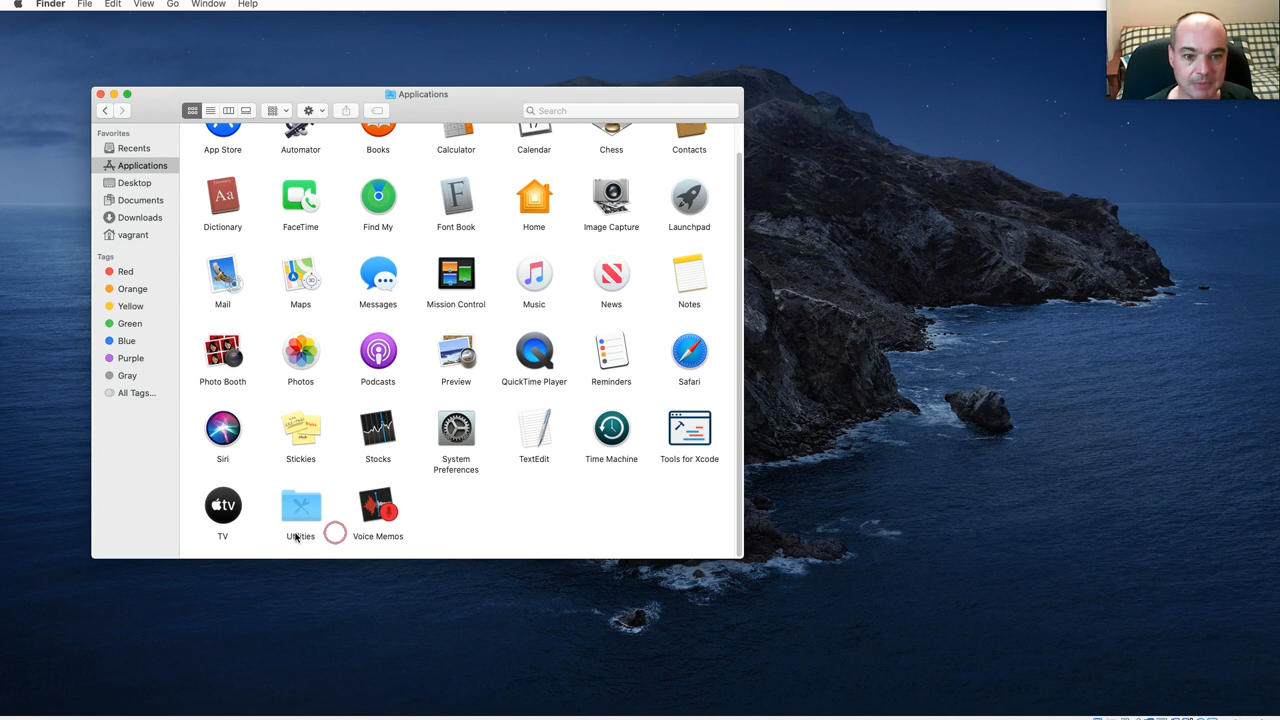 Finder File Edit View Go Window Help
Applications
Search
Favorites
Recents
Applications
Desktop
Documents
Downloads
vagrant
Tags
Red
Orange
Yellow
Green
Blue
Purple
Gray
All Tags...
App Store Automator Books Calculator Calendar Chess Contacts
17
Aa F
Dictionary FaceTime Find My Font Book Home Image Capture Launchpad
Mail Maps Messages Mission Control Music News Notes
Photo Booth Photos Podcasts Preview QuickTime Player Reminders Safari
Siri Stickies Stocks System Preferences TextEdit Time Machine Tools for Xcode
tv
TV Utilities Voice Memos